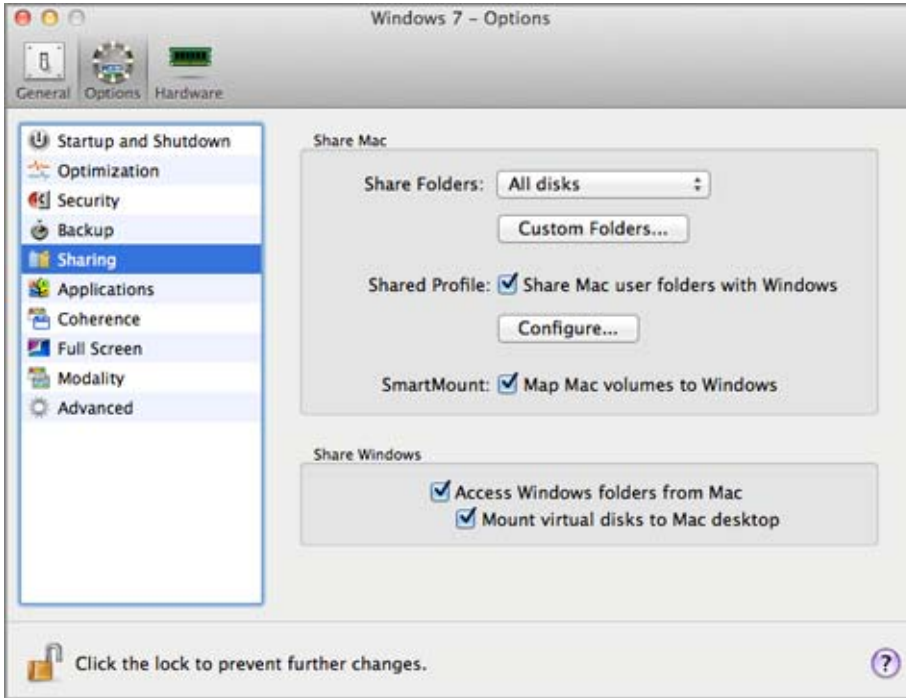 Windows 7 – Options
General Options Hardware
Startup and Shutdown
Optimization
Security
Backup
Sharing
Applications
Coherence
Full Screen
Modality
Advanced
Share Mac
Share Folders: All disks
Custom Folders...
Shared Profile: Share Mac user folders with Windows
Configure...
SmartMount: Map Mac volumes to Windows
Share Windows
Access Windows folders from Mac
Mount virtual disks to Mac desktop
Click the lock to prevent further changes.
?